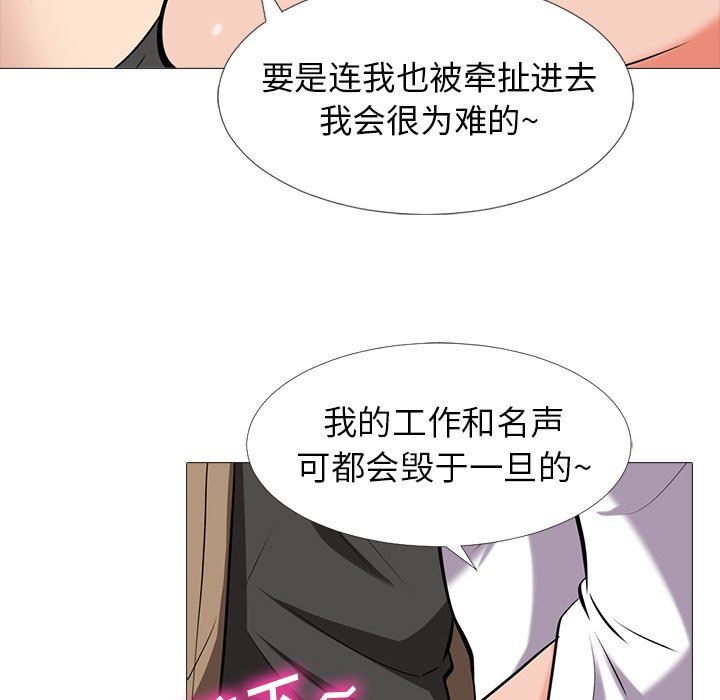 要是连我也被牵扯进去
我会很为难的~
我的工作和名声
可都会毁于一旦的~